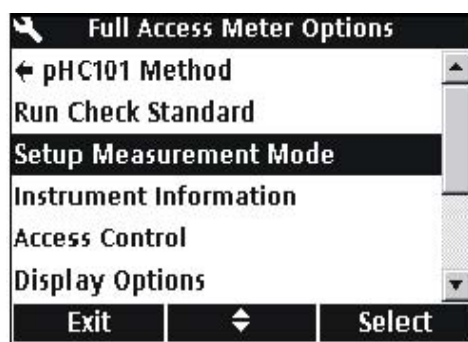 Full Access Meter Options
← pHC101 Method
Run Check Standard
Setup Measurement Mode
Instrument Information
Access Control
Display Options
Exit Select